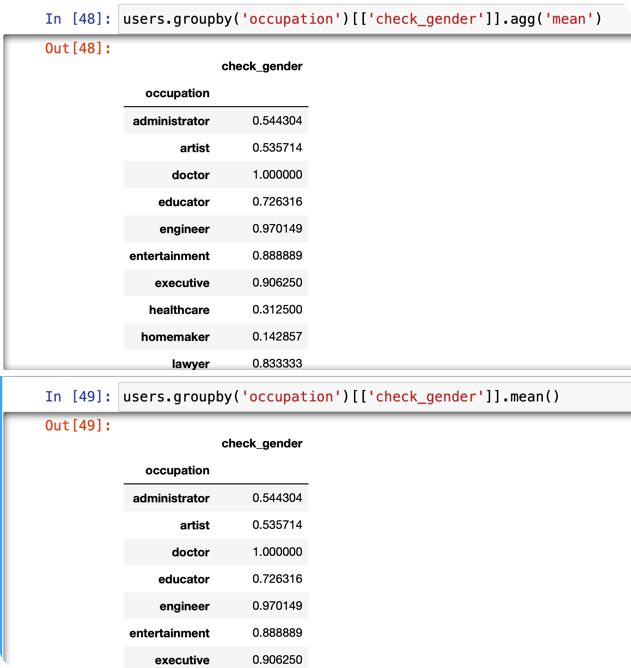 In [48]: users.groupby('occupation')[['check_gender']].agg('mean')
Out[48]:
check_gender
occupation
administrator 0.544304
artist 0.535714
doctor 1.000000
educator 0.726316
engineer 0.970149
entertainment 0.888889
executive 0.906250
healthcare 0.312500
homemaker 0.142857
lawyer 0.833333
In [49]: users.groupby('occupation')[['check_gender']].mean()
Out[49]:
check_gender
occupation
administrator 0.544304
artist 0.535714
doctor 1.000000
educator 0.726316
engineer 0.970149
entertainment 0.888889
executive 0.906250